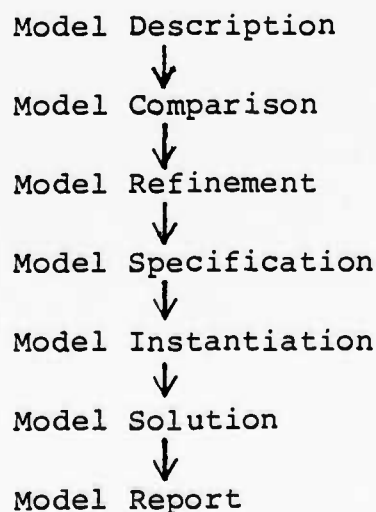 Model Description
Model Comparison
Model Refinement
Model Specification
Model Instantiation
Model Solution
Model Report